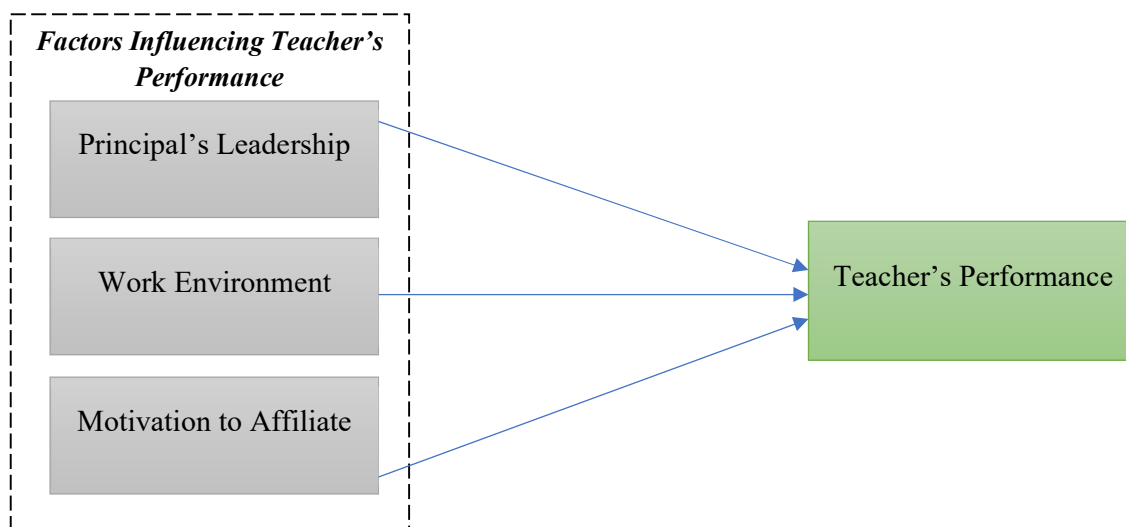 Factors Influencing Teacher’s
Performance
Principal’s Leadership
Work Environment
Teacher’s Performance
Motivation to Affiliate